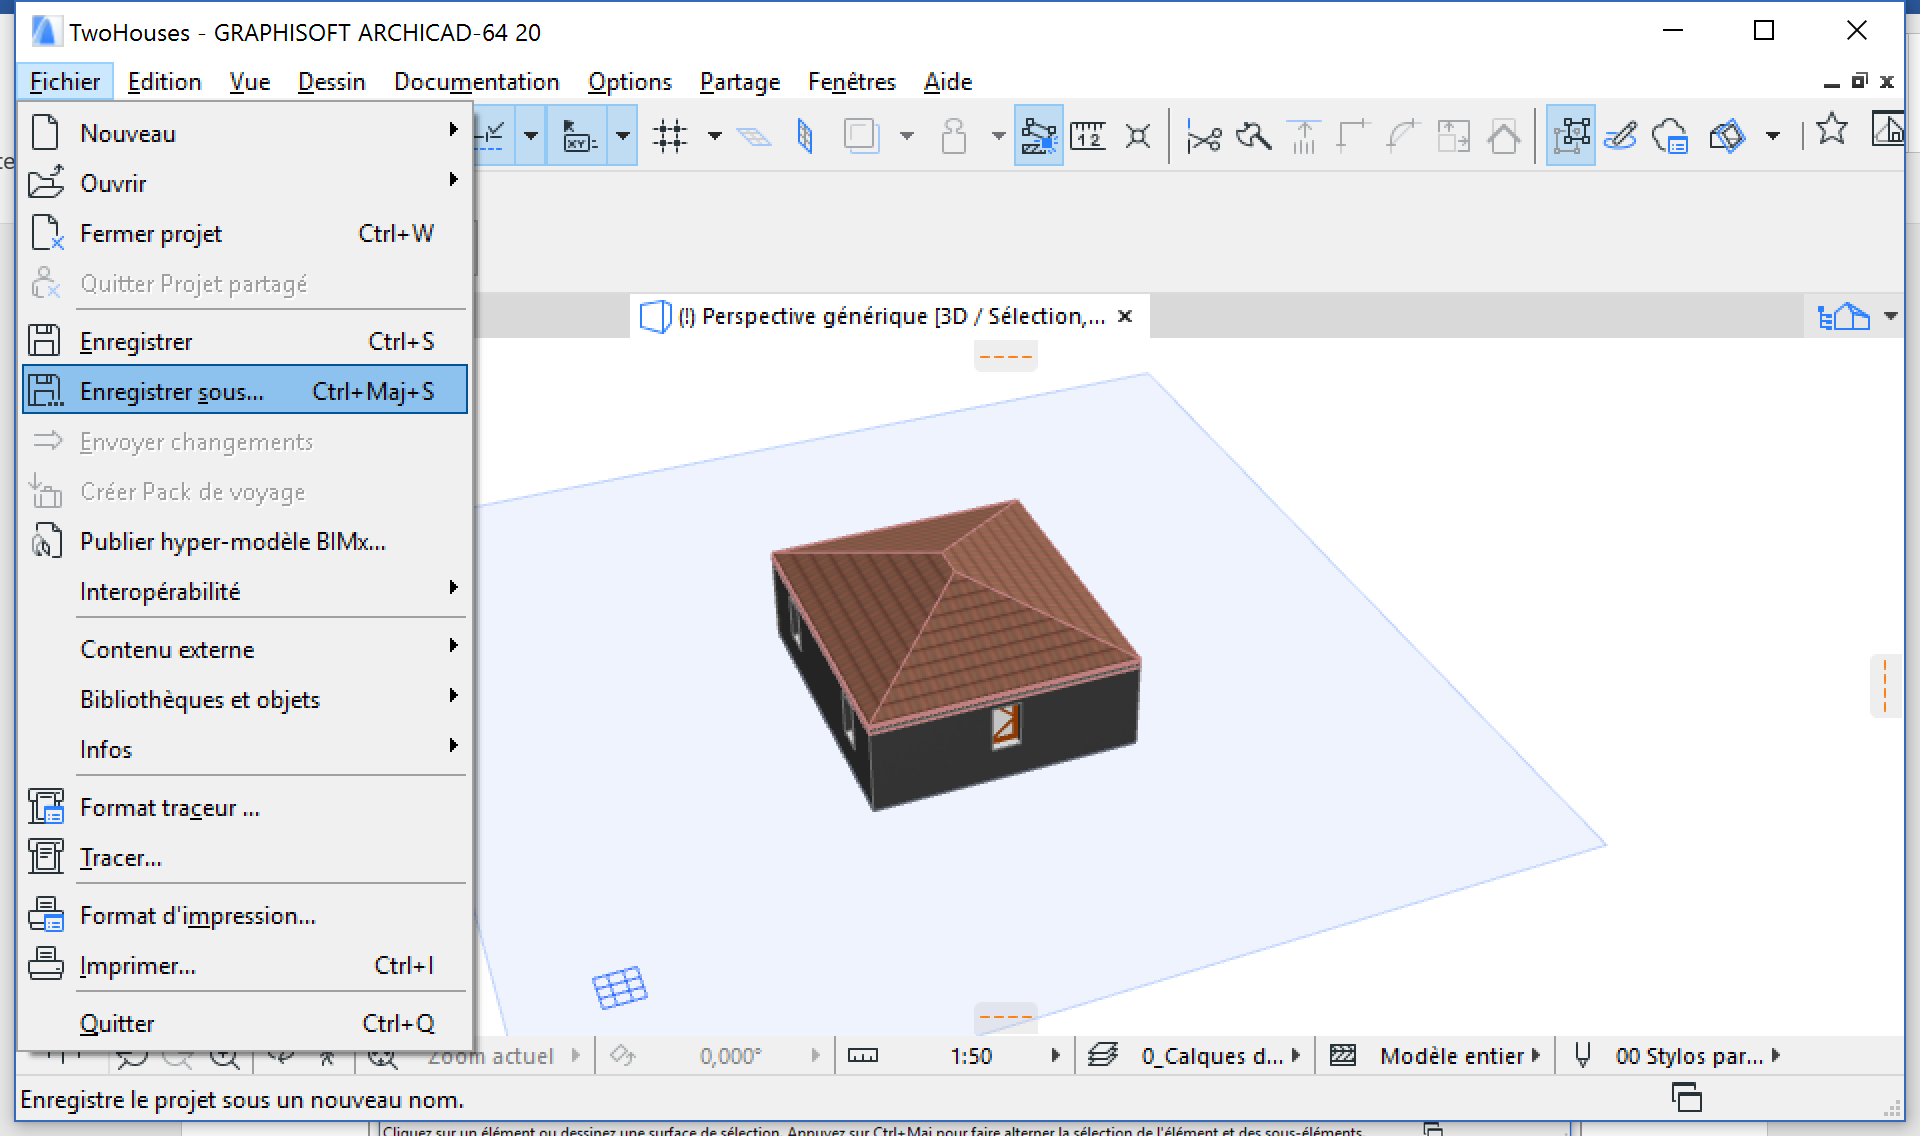 TwoHouses - GRAPHISOFT ARCHICAD-64 20
Fichier Edition Vue Dessin Documentation Options Partage Fenêtres Aide
Nouveau
Ouvrir
Fermer projet Ctrl+W
Quitter Projet partagé
(!) Perspective générique [3D / Sélection,...
Enregistrer Ctrl+S
Enregistrer sous... Ctrl+Maj+S
Envoyer changements
Créer Pack de voyage
Publier hyper-modèle BIMx...
Interopérabilité
Contenu externe
Bibliothèques et objets
Infos
Format traceur ...
Tracer...
Format d'impression...
Imprimer... Ctrl+I
Quitter Ctrl+Q
Zoom actuel 0,000° 1:50 0_Calques d... Modèle entier 00 Stylos par...
Enregistre le projet sous un nouveau nom.
Cliquez sur un élément ou dessinez une surface de sélection. Appuyez sur Ctrl+Maj pour faire alterner la sélection de l'élément et des sous-éléments.